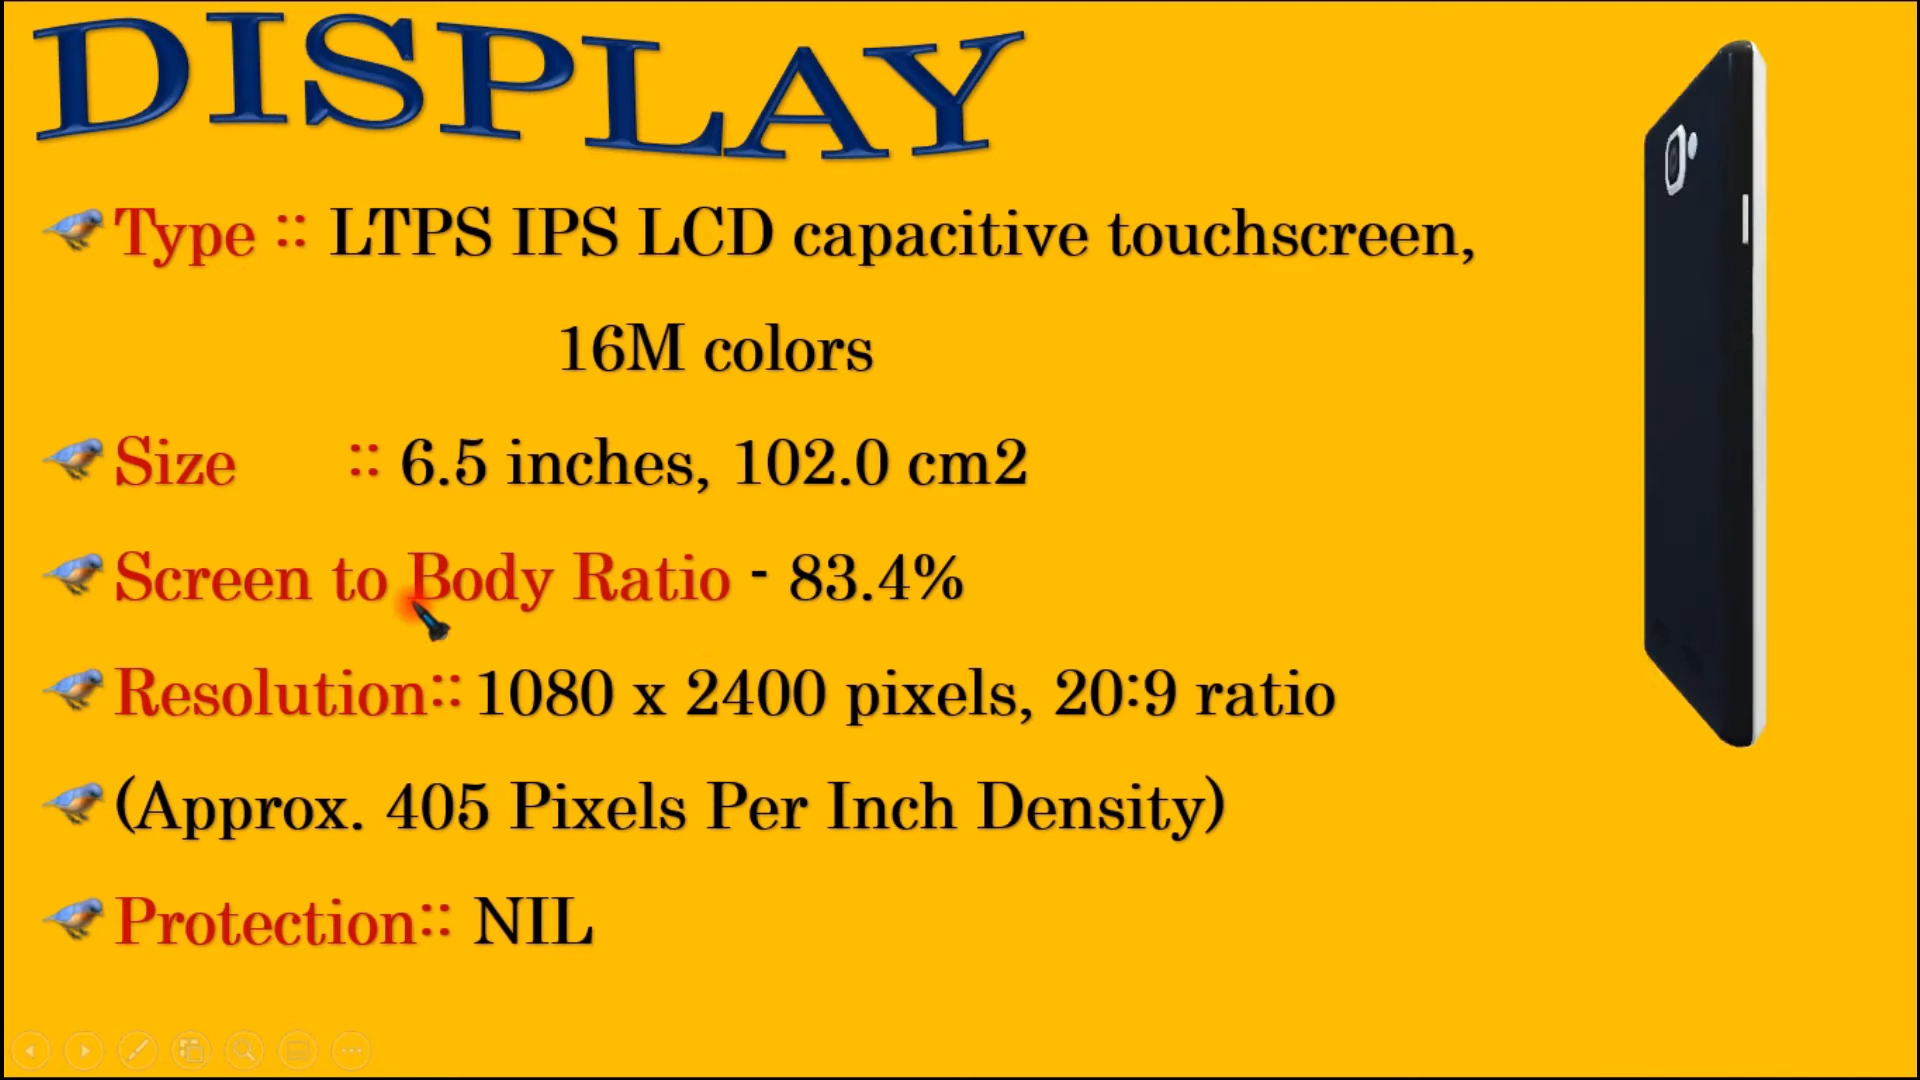 DISPLAY
Type :: LTPS IPS LCD capacitive touchscreen,
16M colors
Size :: 6.5 inches, 102.0 cm2
Screen to Body Ratio - 83.4%
Resolution:: 1080 x 2400 pixels, 20:9 ratio
(Approx. 405 Pixels Per Inch Density)
Protection:: NIL